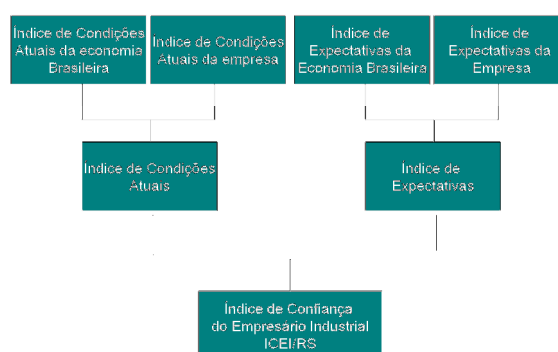 Índice de Condições
Atuais da economia
Brasileira
Índice de Condições
Atuais da empresa
Índice de
Expectativas da
Economia Brasileira
Índice de
Expectativas da
Empresa
Indice de Condições
Atuais
Índice de
Expectativas
Índice de Confiança
do Empresário Industrial
ICEI/RS